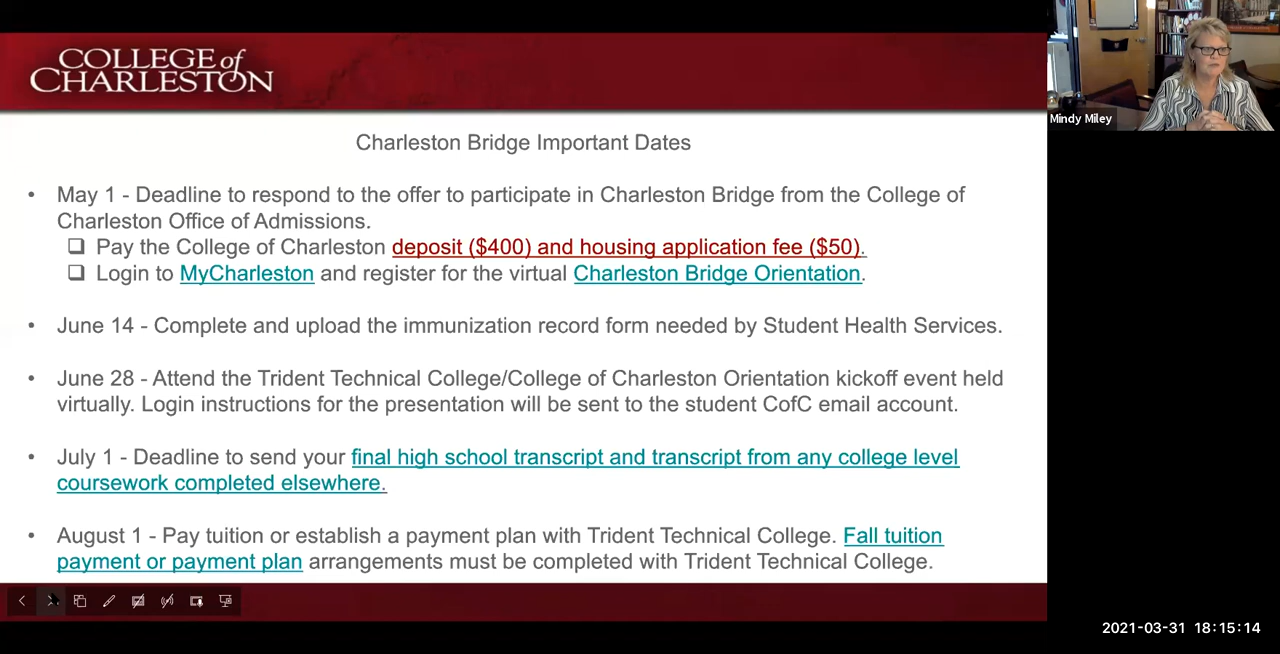 COLLEGE of
CHARLESTON
Mindy Miley
Charleston Bridge Important Dates
• May 1 - Deadline to respond to the offer to participate in Charleston Bridge from the College of
Charleston Office of Admissions.
❑ Pay the College of Charleston deposit ($400) and housing application fee ($50).
❑ Login to MyCharleston and register for the virtual Charleston Bridge Orientation.
• June 14 - Complete and upload the immunization record form needed by Student Health Services.
• June 28 - Attend the Trident Technical College/College of Charleston Orientation kickoff event held
virtually. Login instructions for the presentation will be sent to the student CofC email account.
• July 1 - Deadline to send your final high school transcript and transcript from any college level
coursework completed elsewhere.
• August 1 - Pay tuition or establish a payment plan with Trident Technical College. Fall tuition
payment or payment plan arrangements must be completed with Trident Technical College.
2021-03-31 18:15:14